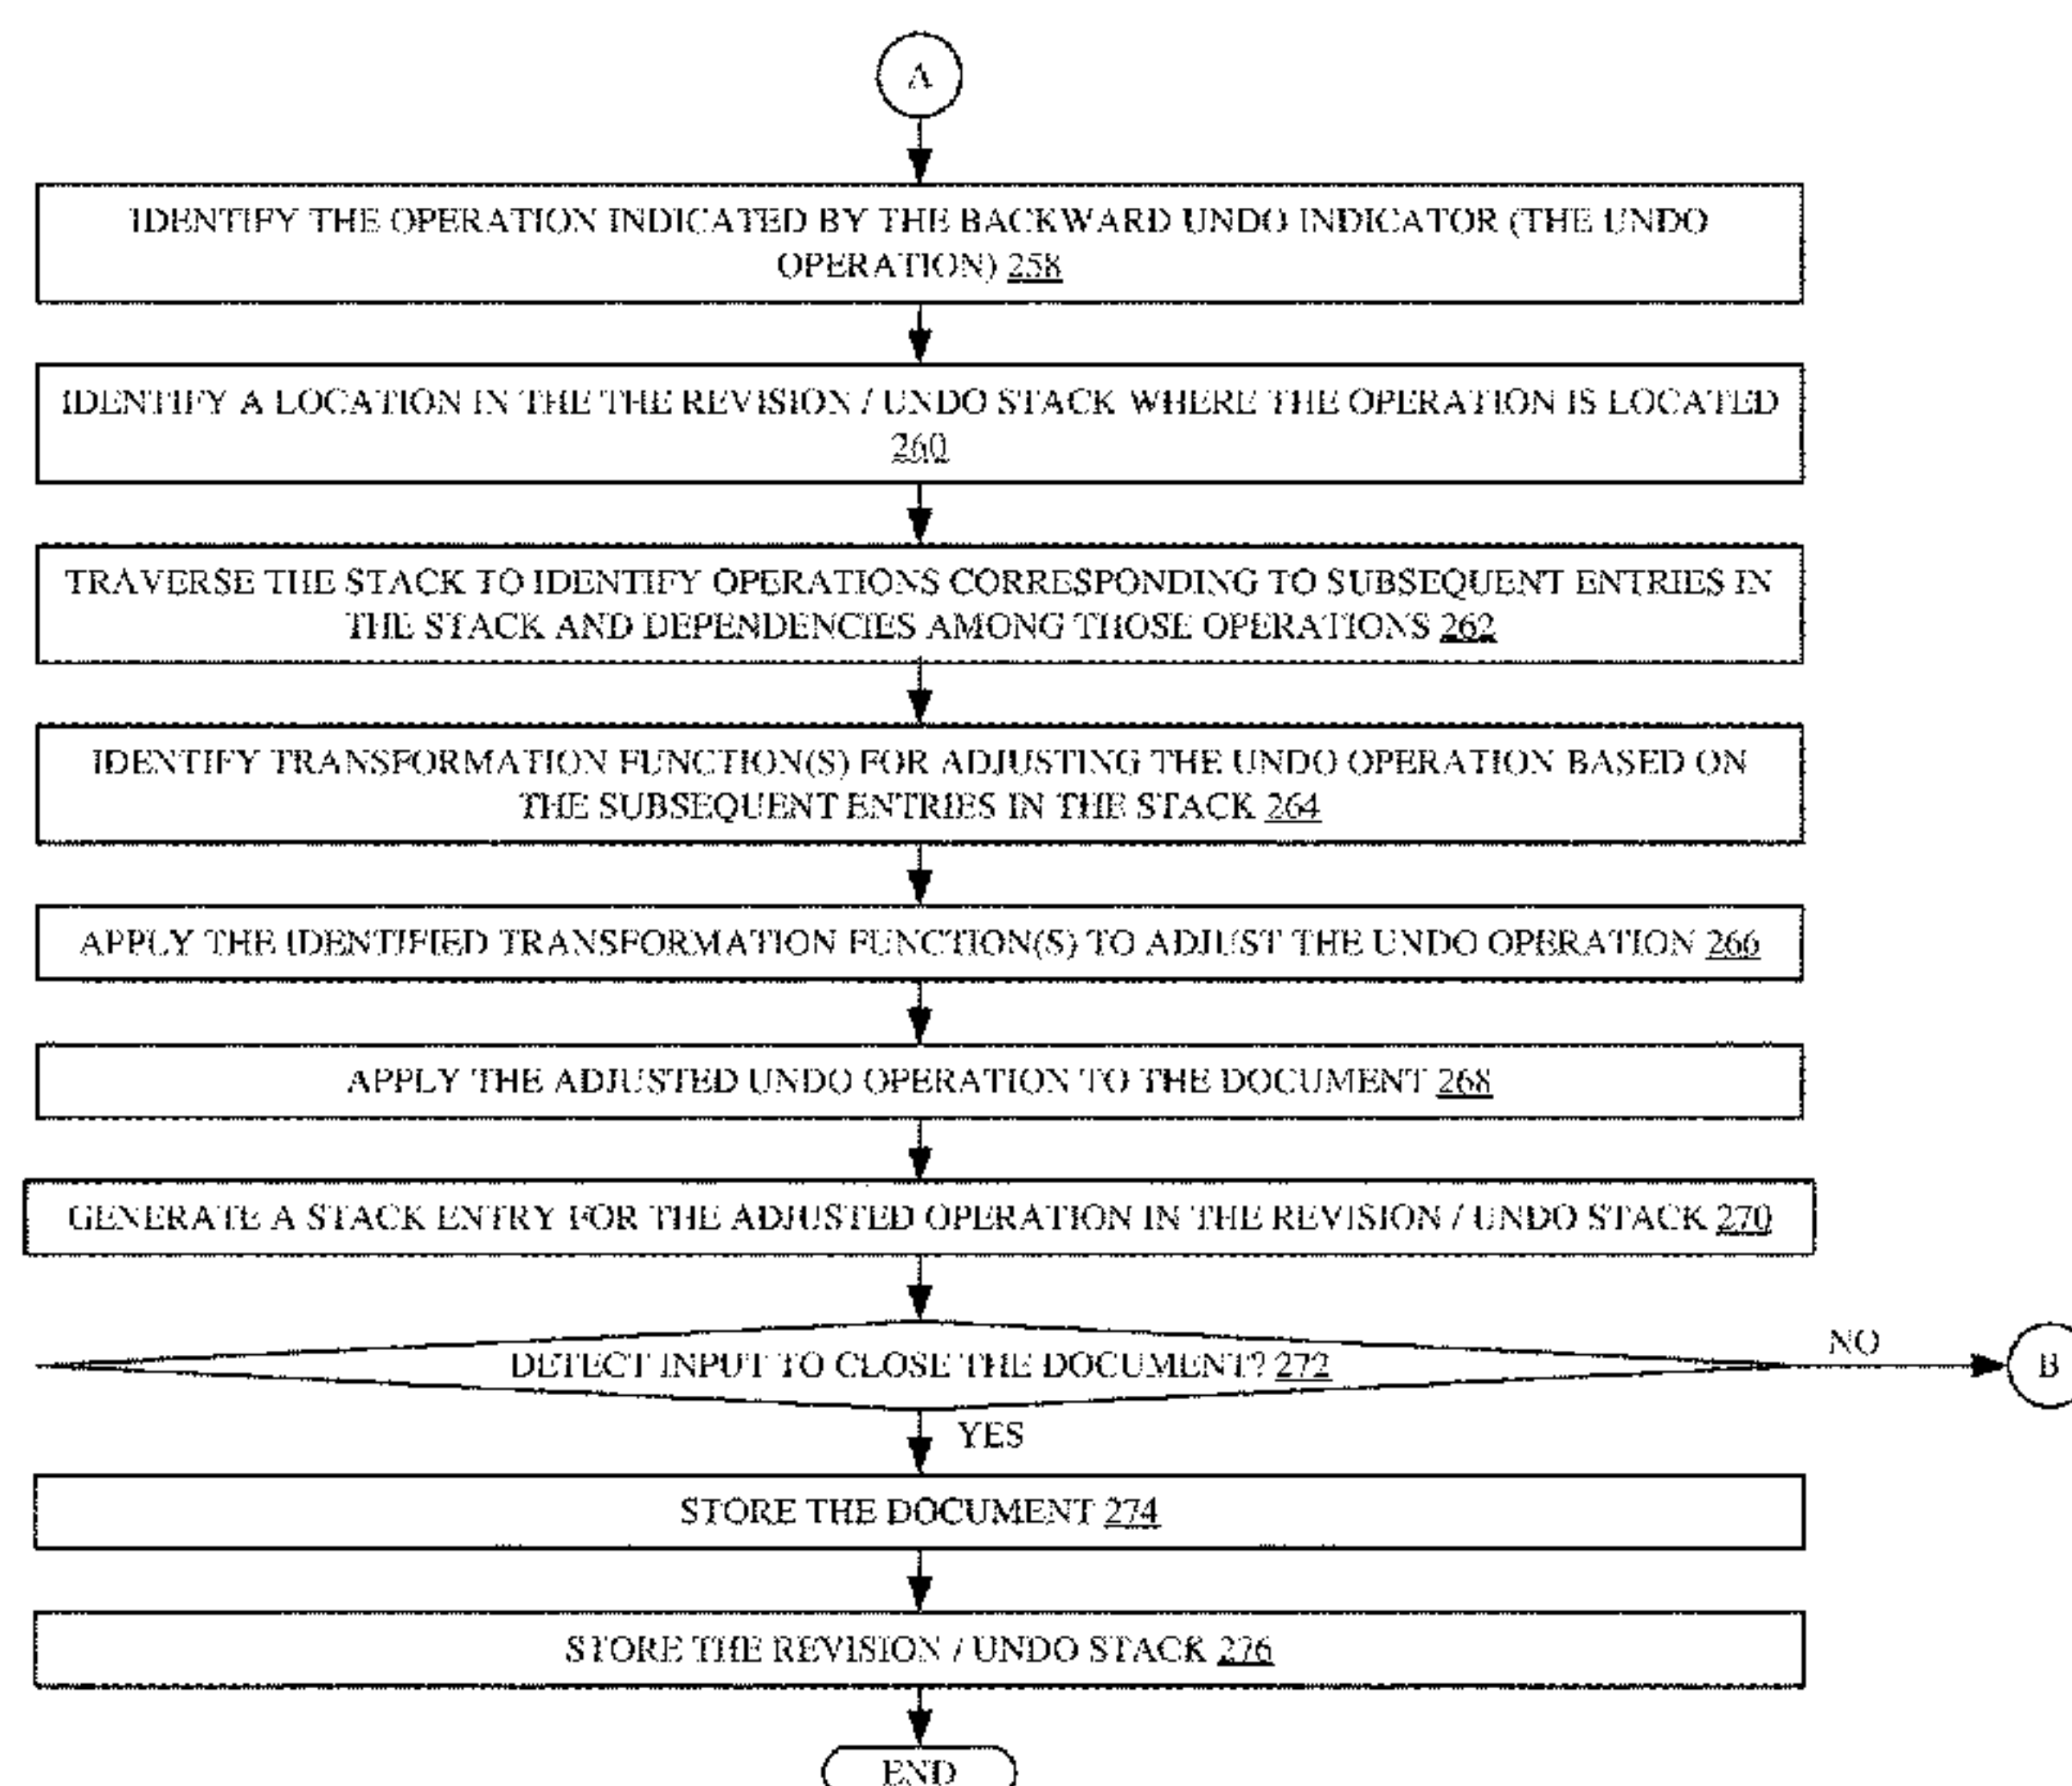 A
IDENTIFY THE OPERATION INDICATED BY THE BACKWARD UNDO INDICATOR (THE UNDO
OPERATION) 258
IDENTIFY A LOCATION IN THE THE REVISION / UNDO STACK WHERE THE OPERATION IS LOCATED
260
TRAVERSE THE STACK TO IDENTIFY OPERATIONS CORRESPONDING TO SUBSEQUENT ENTRIES IN
THE STACK AND DEPENDENCIES AMONG THOSE OPERATIONS 262
IDENTIFY TRANSFORMATION FUNCTION(S) FOR ADJUSTING THE UNDO OPERATION BASED ON
THE SUBSEQUENT ENTRIES IN THE STACK 264
APPLY THE IDENTIFIED TRANSFORMATION FUNCTION(S) TO ADJUST THE UNDO OPERATION 266
APPLY THE ADJUSTED UNDO OPERATION TO THE DOCUMENT 268
GENERATE A STACK ENTRY FOR THE ADJUSTED OPERATION IN THE REVISION / UNDO STACK 270
DETECT INPUT TO CLOSE THE DOCUMENT? 272
NO
B
YES
STORE THE DOCUMENT 274
STORE THE REVISION / UNDO STACK 276
END